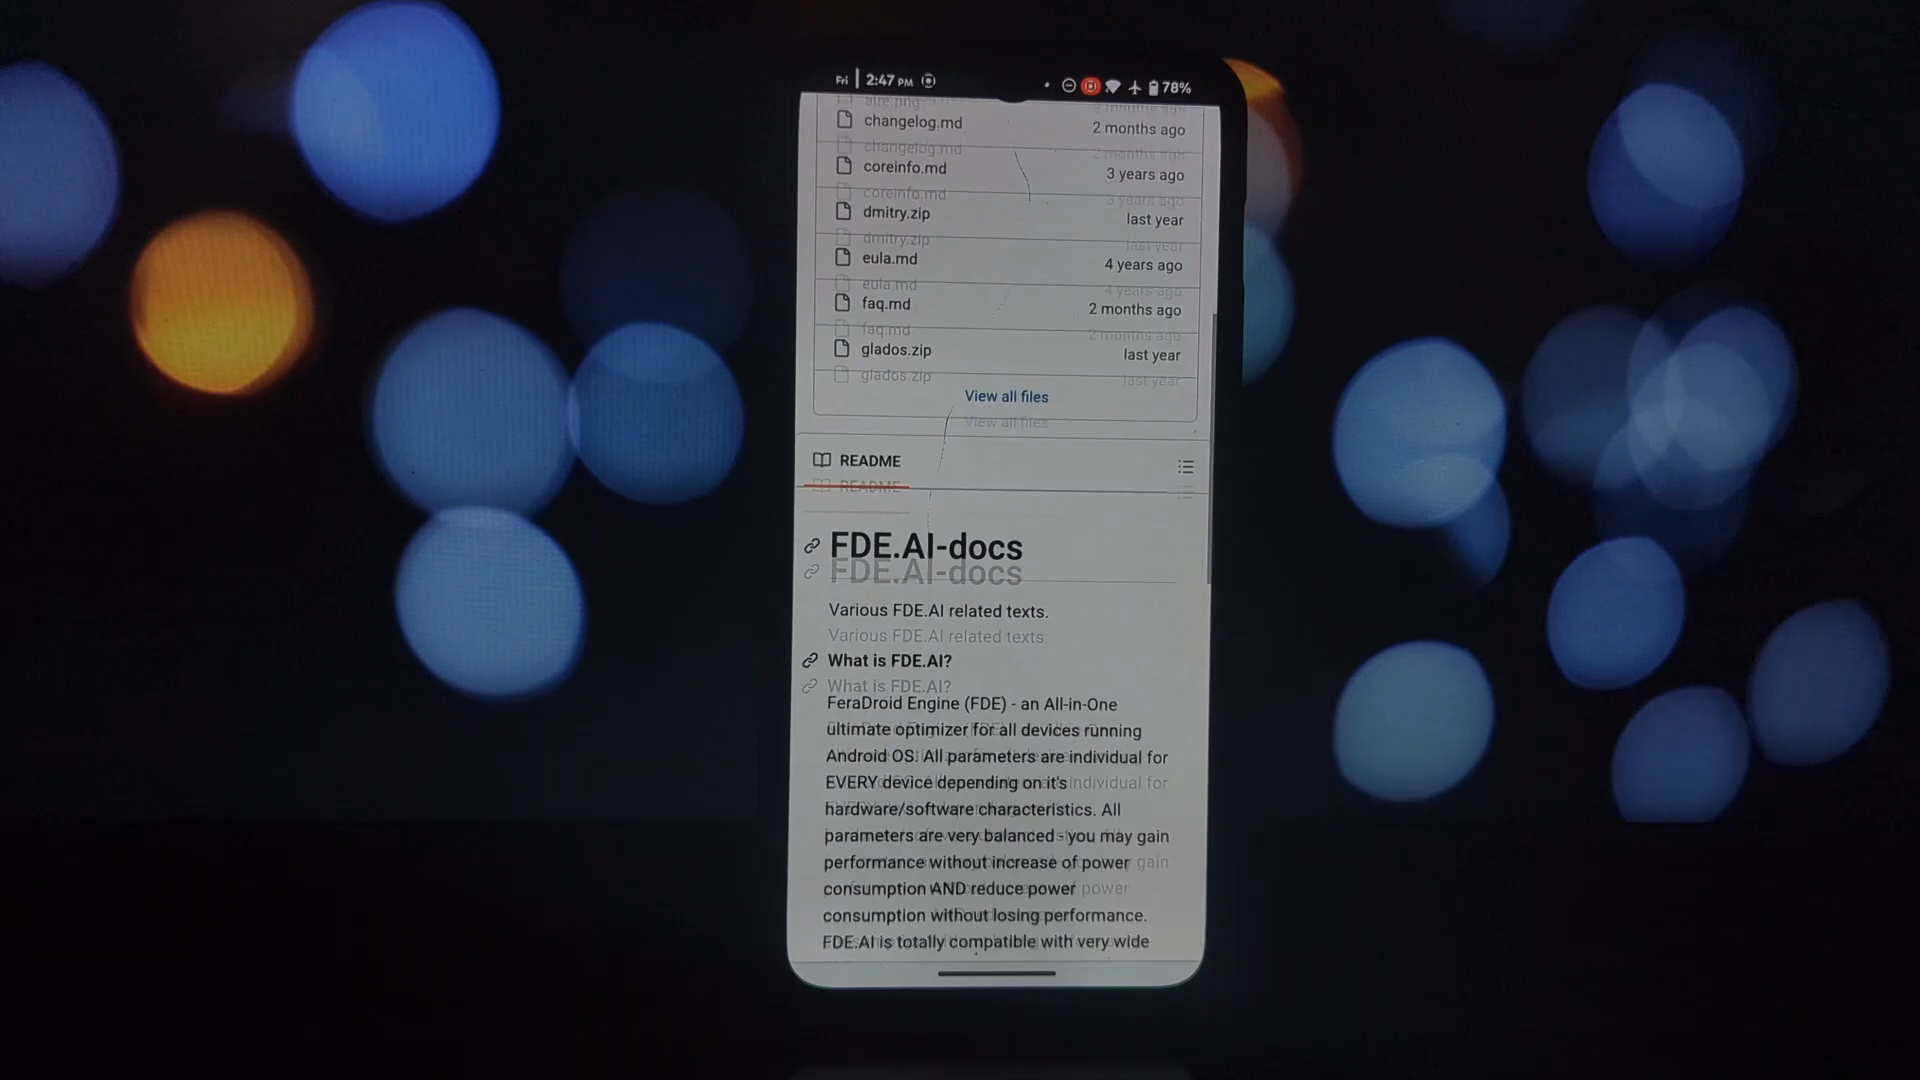 Fri 2:47 PM 78%
changelog.md 2 months ago
coreinfo.md 3 years ago
dmitry.zip last year
eula.md 4 years ago
faq.md 2 months ago
glados.zip last year
View all files
README
FDE.AI-docs
Various FDE.AI related texts.
What is FDE.AI?
FeraDroid Engine (FDE) - an All-in-One
ultimate optimizer for all devices running
Android OS. All parameters are individual for
EVERY device depending on it's
hardware/software characteristics. All
parameters are very balanced - you may gain
performance without increase of power
consumption AND reduce power
consumption without losing performance.
FDE.AI is totally compatible with very wide